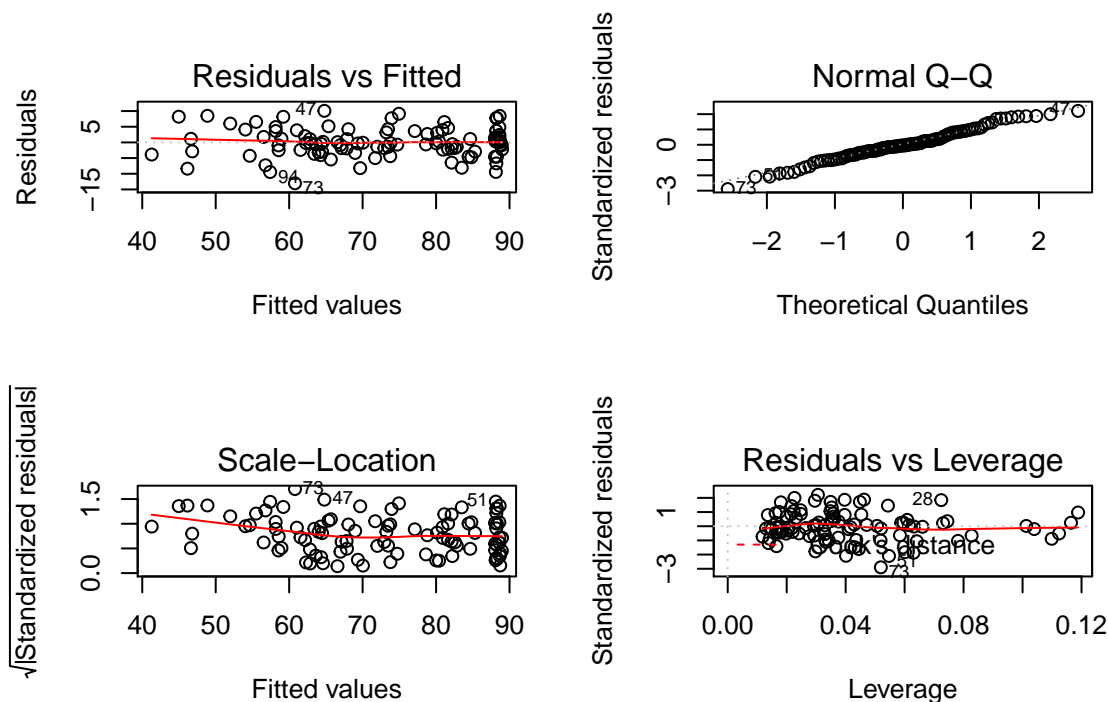 Residuals vs Fitted
Residuals
5
−15
47
94
73
40 50 60 70 80 90
Fitted values
Normal Q−Q
Standardized residuals
0
−3
47
73
−2 −1 0 1 2
Theoretical Quantiles
Scale−Location
√|Standardized residuals|
1.5
0.0
73
47
51
40 50 60 70 80 90
Fitted values
Residuals vs Leverage
Standardized residuals
1
−3
28
distance
73
0.00 0.04 0.08 0.12
Leverage